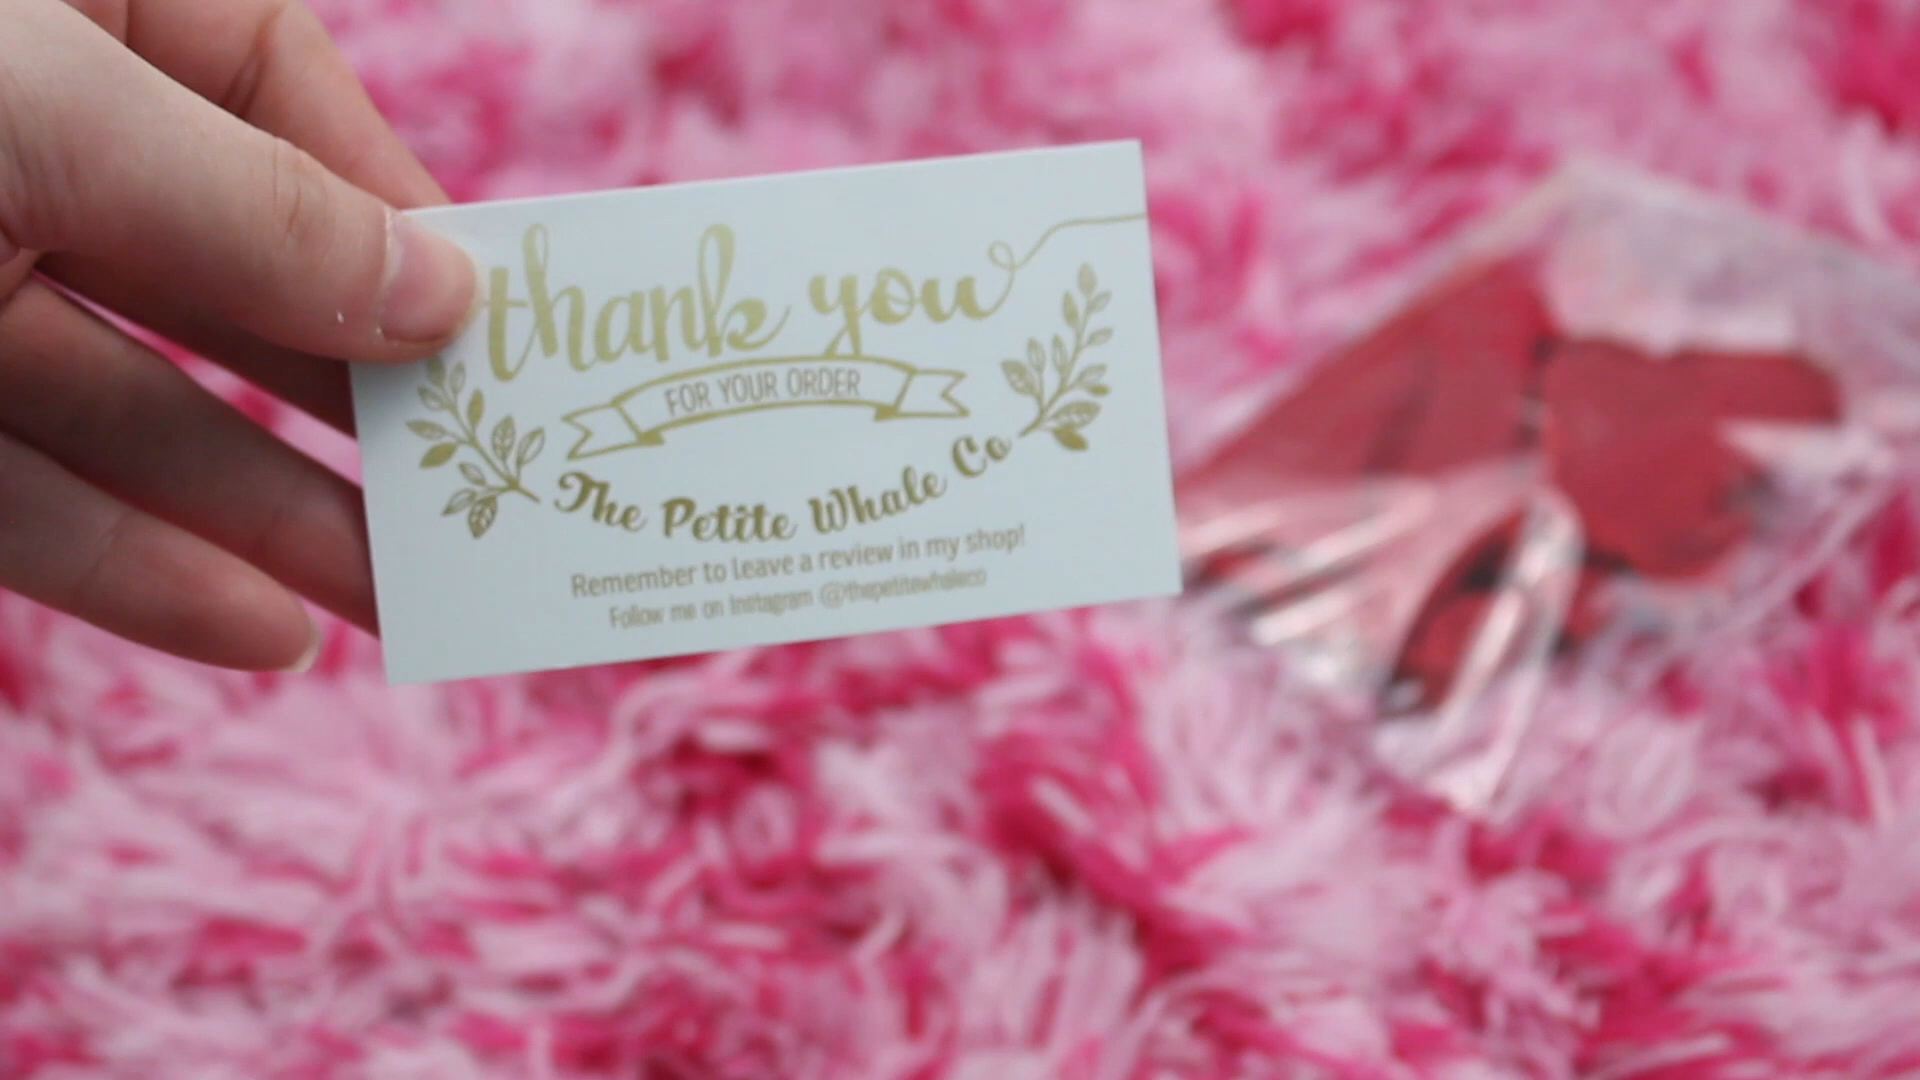 thank you
FOR YOUR ORDER
The Petite Whale Co
Remember to leave a review in my shop!
Follow me on Instagram @thepetitewhaleco